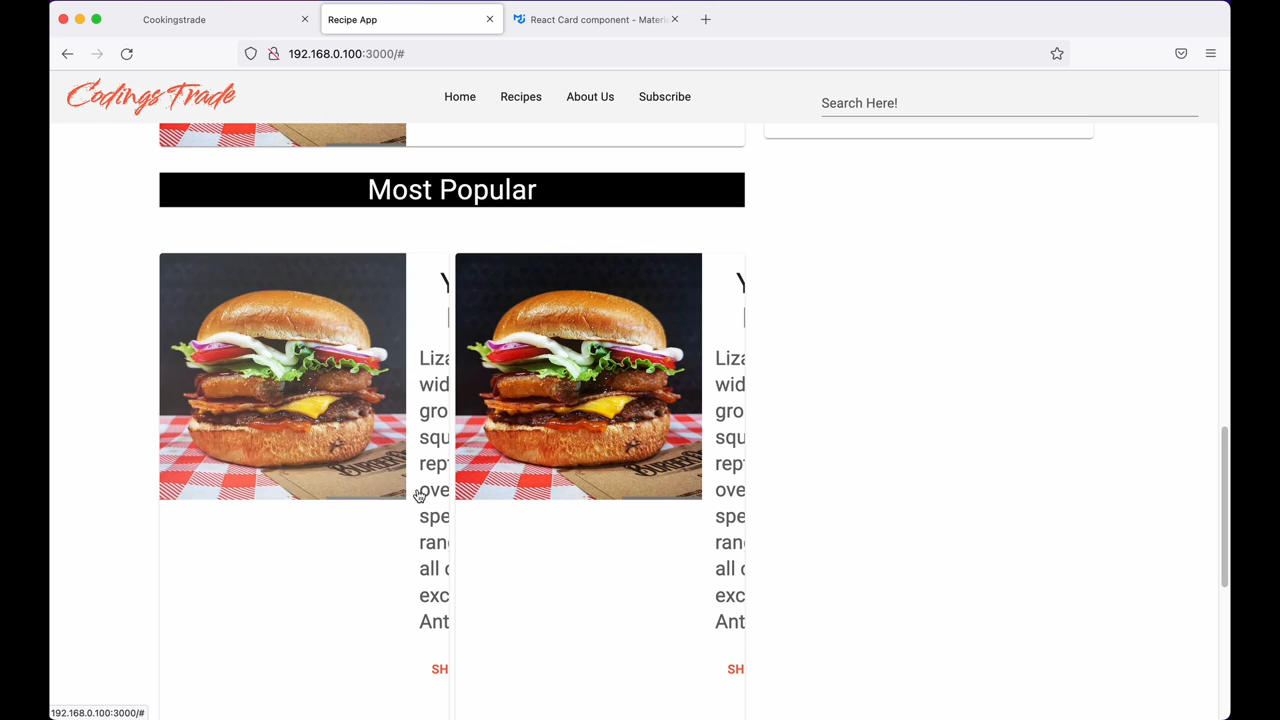 Cookingstrade
Recipe App
React Card component - Materi
192.168.0.100:3000/#
Codings Trade
Home
Recipes
About Us
Subscribe
Search Here!
Most Popular
Y
Liza
wid
gro
squ
rept
ove
spe
ran
all
exc
Ant
SH
Y
Liza
wid
gro
squ
rept
ove
spe
ran
all
exc
Ant
SH
192.168.0.100:3000/#